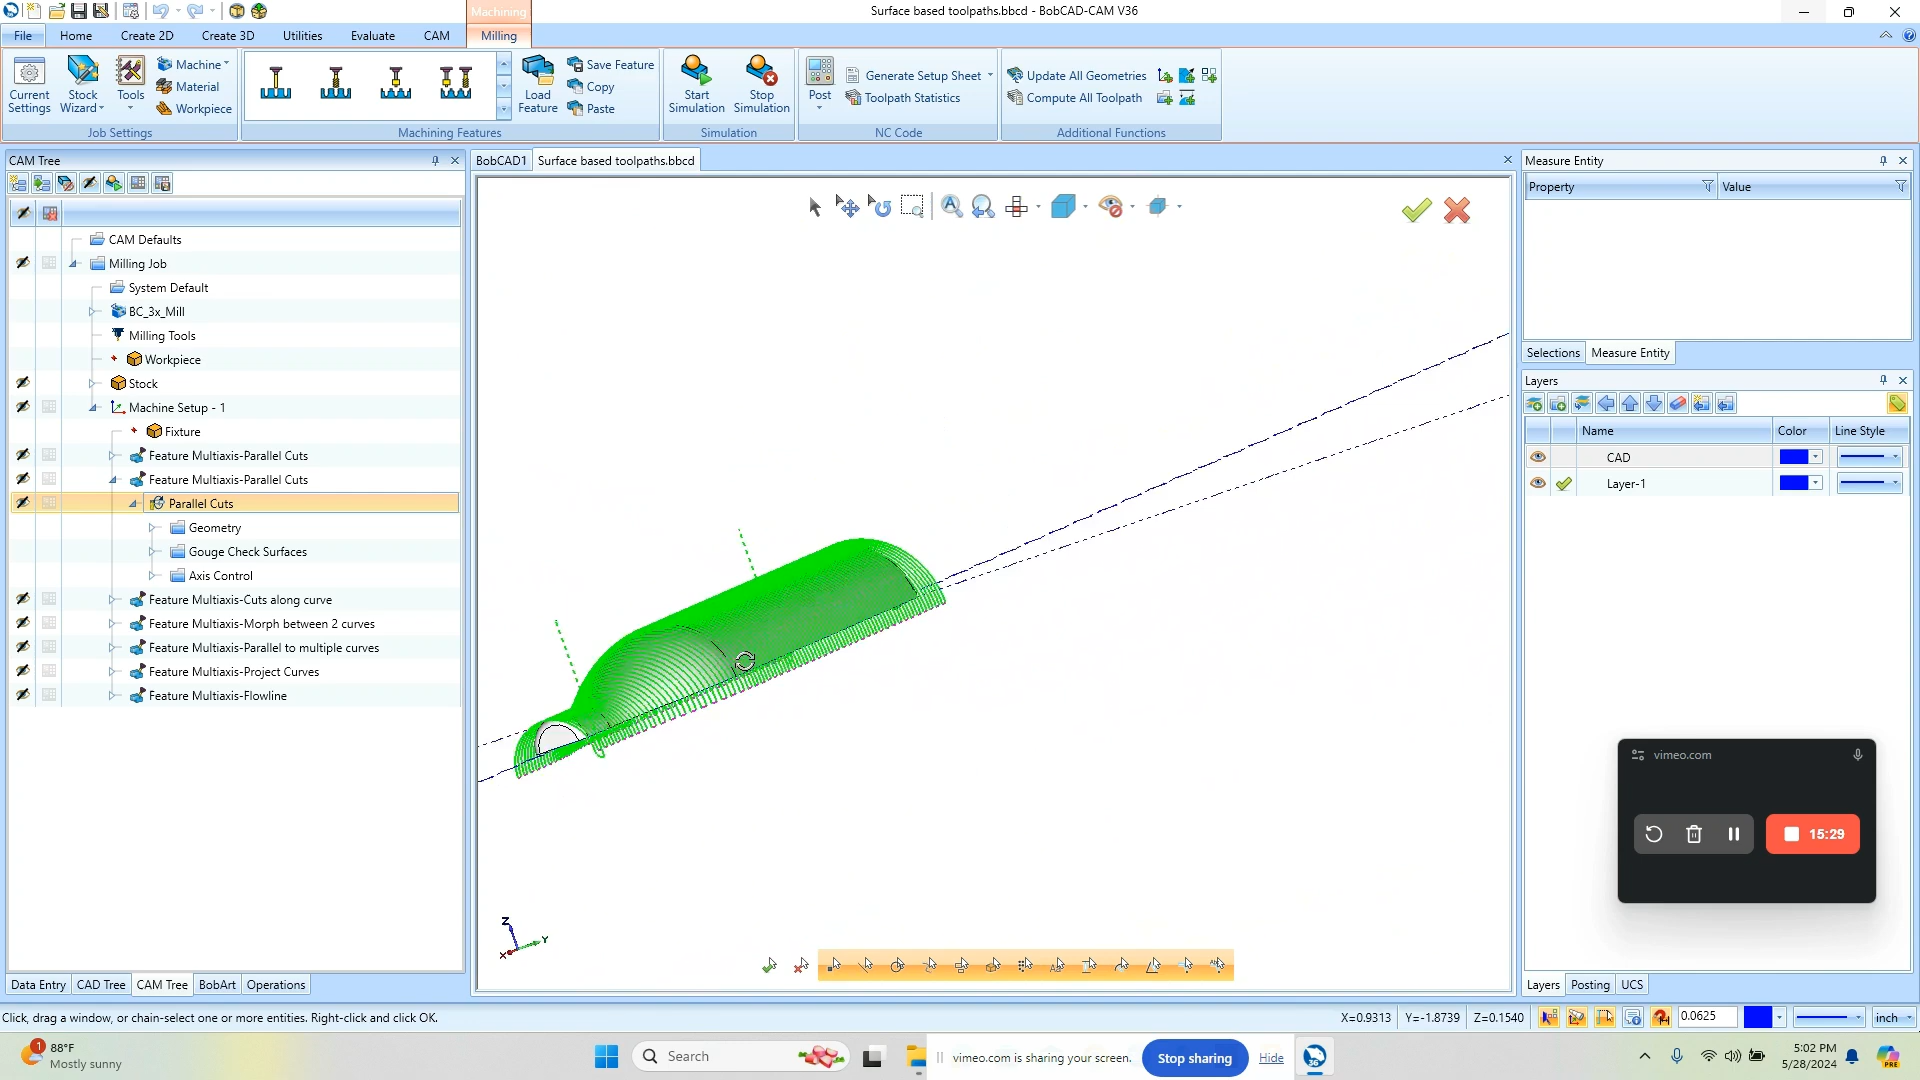 Machining
Surface based toolpaths.bbcd - BobCAD-CAM V36
File
Home
Create 2D
Create 3D
Utilities
Evaluate
CAM
Milling
Current Settings
Stock Wizard
Tools
Machine
Material
Workpiece
Job Settings
Load Feature
Save Feature
Copy
Paste
Machining Features
Start Simulation
Stop Simulation
Simulation
Post
Generate Setup Sheet
Toolpath Statistics
NC Code
Update All Geometries
Compute All Toolpath
Additional Functions
CAM Tree
CAM Defaults
Milling Job
System Default
BC_3x_Mill
Milling Tools
Workpiece
Stock
Machine Setup - 1
Fixture
Feature Multiaxis-Parallel Cuts
Feature Multiaxis-Parallel Cuts
Parallel Cuts
Geometry
Gouge Check Surfaces
Axis Control
Feature Multiaxis-Cuts along curve
Feature Multiaxis-Morph between 2 curves
Feature Multiaxis-Parallel to multiple curves
Feature Multiaxis-Project Curves
Feature Multiaxis-Flowline
Data Entry
CAD Tree
CAM Tree
BobArt
Operations
BobCAD1
Surface based toolpaths.bbcd
Z
Y
X
Measure Entity
Property
Value
Selections
Measure Entity
Layers
Name
Color
Line Style
CAD
Layer-1
vimeo.com
15:29
Layers
Posting
UCS
Click, drag a window, or chain-select one or more entities. Right-click and click OK.
X=0.9313
Y=-1.8739
Z=0.1540
0.0625
inch
1
88°F
Mostly sunny
Search
vimeo.com is sharing your screen.
Stop sharing
Hide
5:02 PM
5/28/2024
PRE